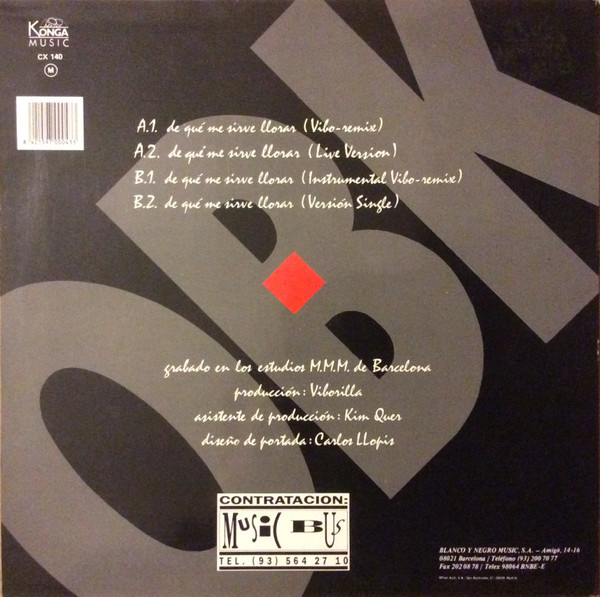 KONGA
MUSIC
CX 140
M
OBK
A.1. de qué me sirve llorar (Vibo-remix)
A.2. de qué me sirve llorar (Live Version)
B.1. de qué me sirve llorar (Instrumental Vibo-remix)
B.2. de qué me sirve llorar (Versión Single)
grabado en los estudios M.M.M. de Barcelona
producción: Viborilla
asistente de producción: Kim Quer
diseño de portada: Carlos LLopis
CONTRATACION:
MUSIC BUS
TEL. (93) 564 27 10
BLANCO Y NEGRO MUSIC, S.A. – Amigó, 14-16
08021 Barcelona / Teléfono (93) 200 70 77
Fax 202 08 78 / Telex 98064 BNBE-E